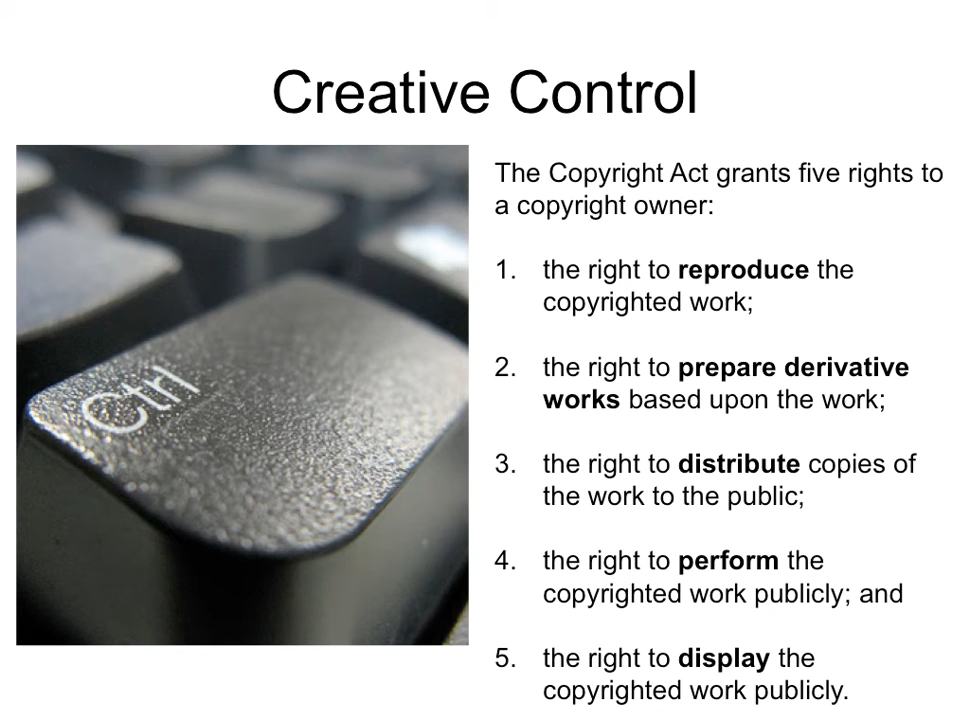 Creative Control
The Copyright Act grants five rights to
a copyright owner:
1. the right to reproduce the
copyrighted work;
2. the right to prepare derivative
works based upon the work;
3. the right to distribute copies of
the work to the public;
4. the right to perform the
copyrighted work publicly; and
5. the right to display the
copyrighted work publicly.
Ctrl